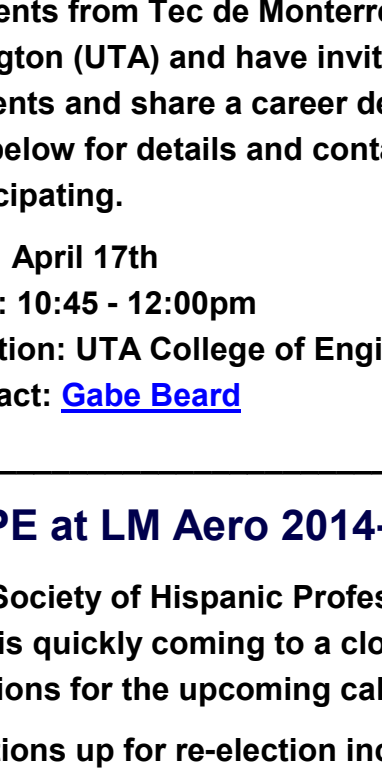 ents from Tec de Monterre
gton (UTA) and have invit
ents and share a career de
below for details and conta
cipating.
April 17th
: 10:45 - 12:00pm
tion: UTA College of Engi
act: Gabe Beard
PE at LM Aero 2014-
Society of Hispanic Profes
is quickly coming to a clo
ions for the upcoming cal
tions up for re-election inc